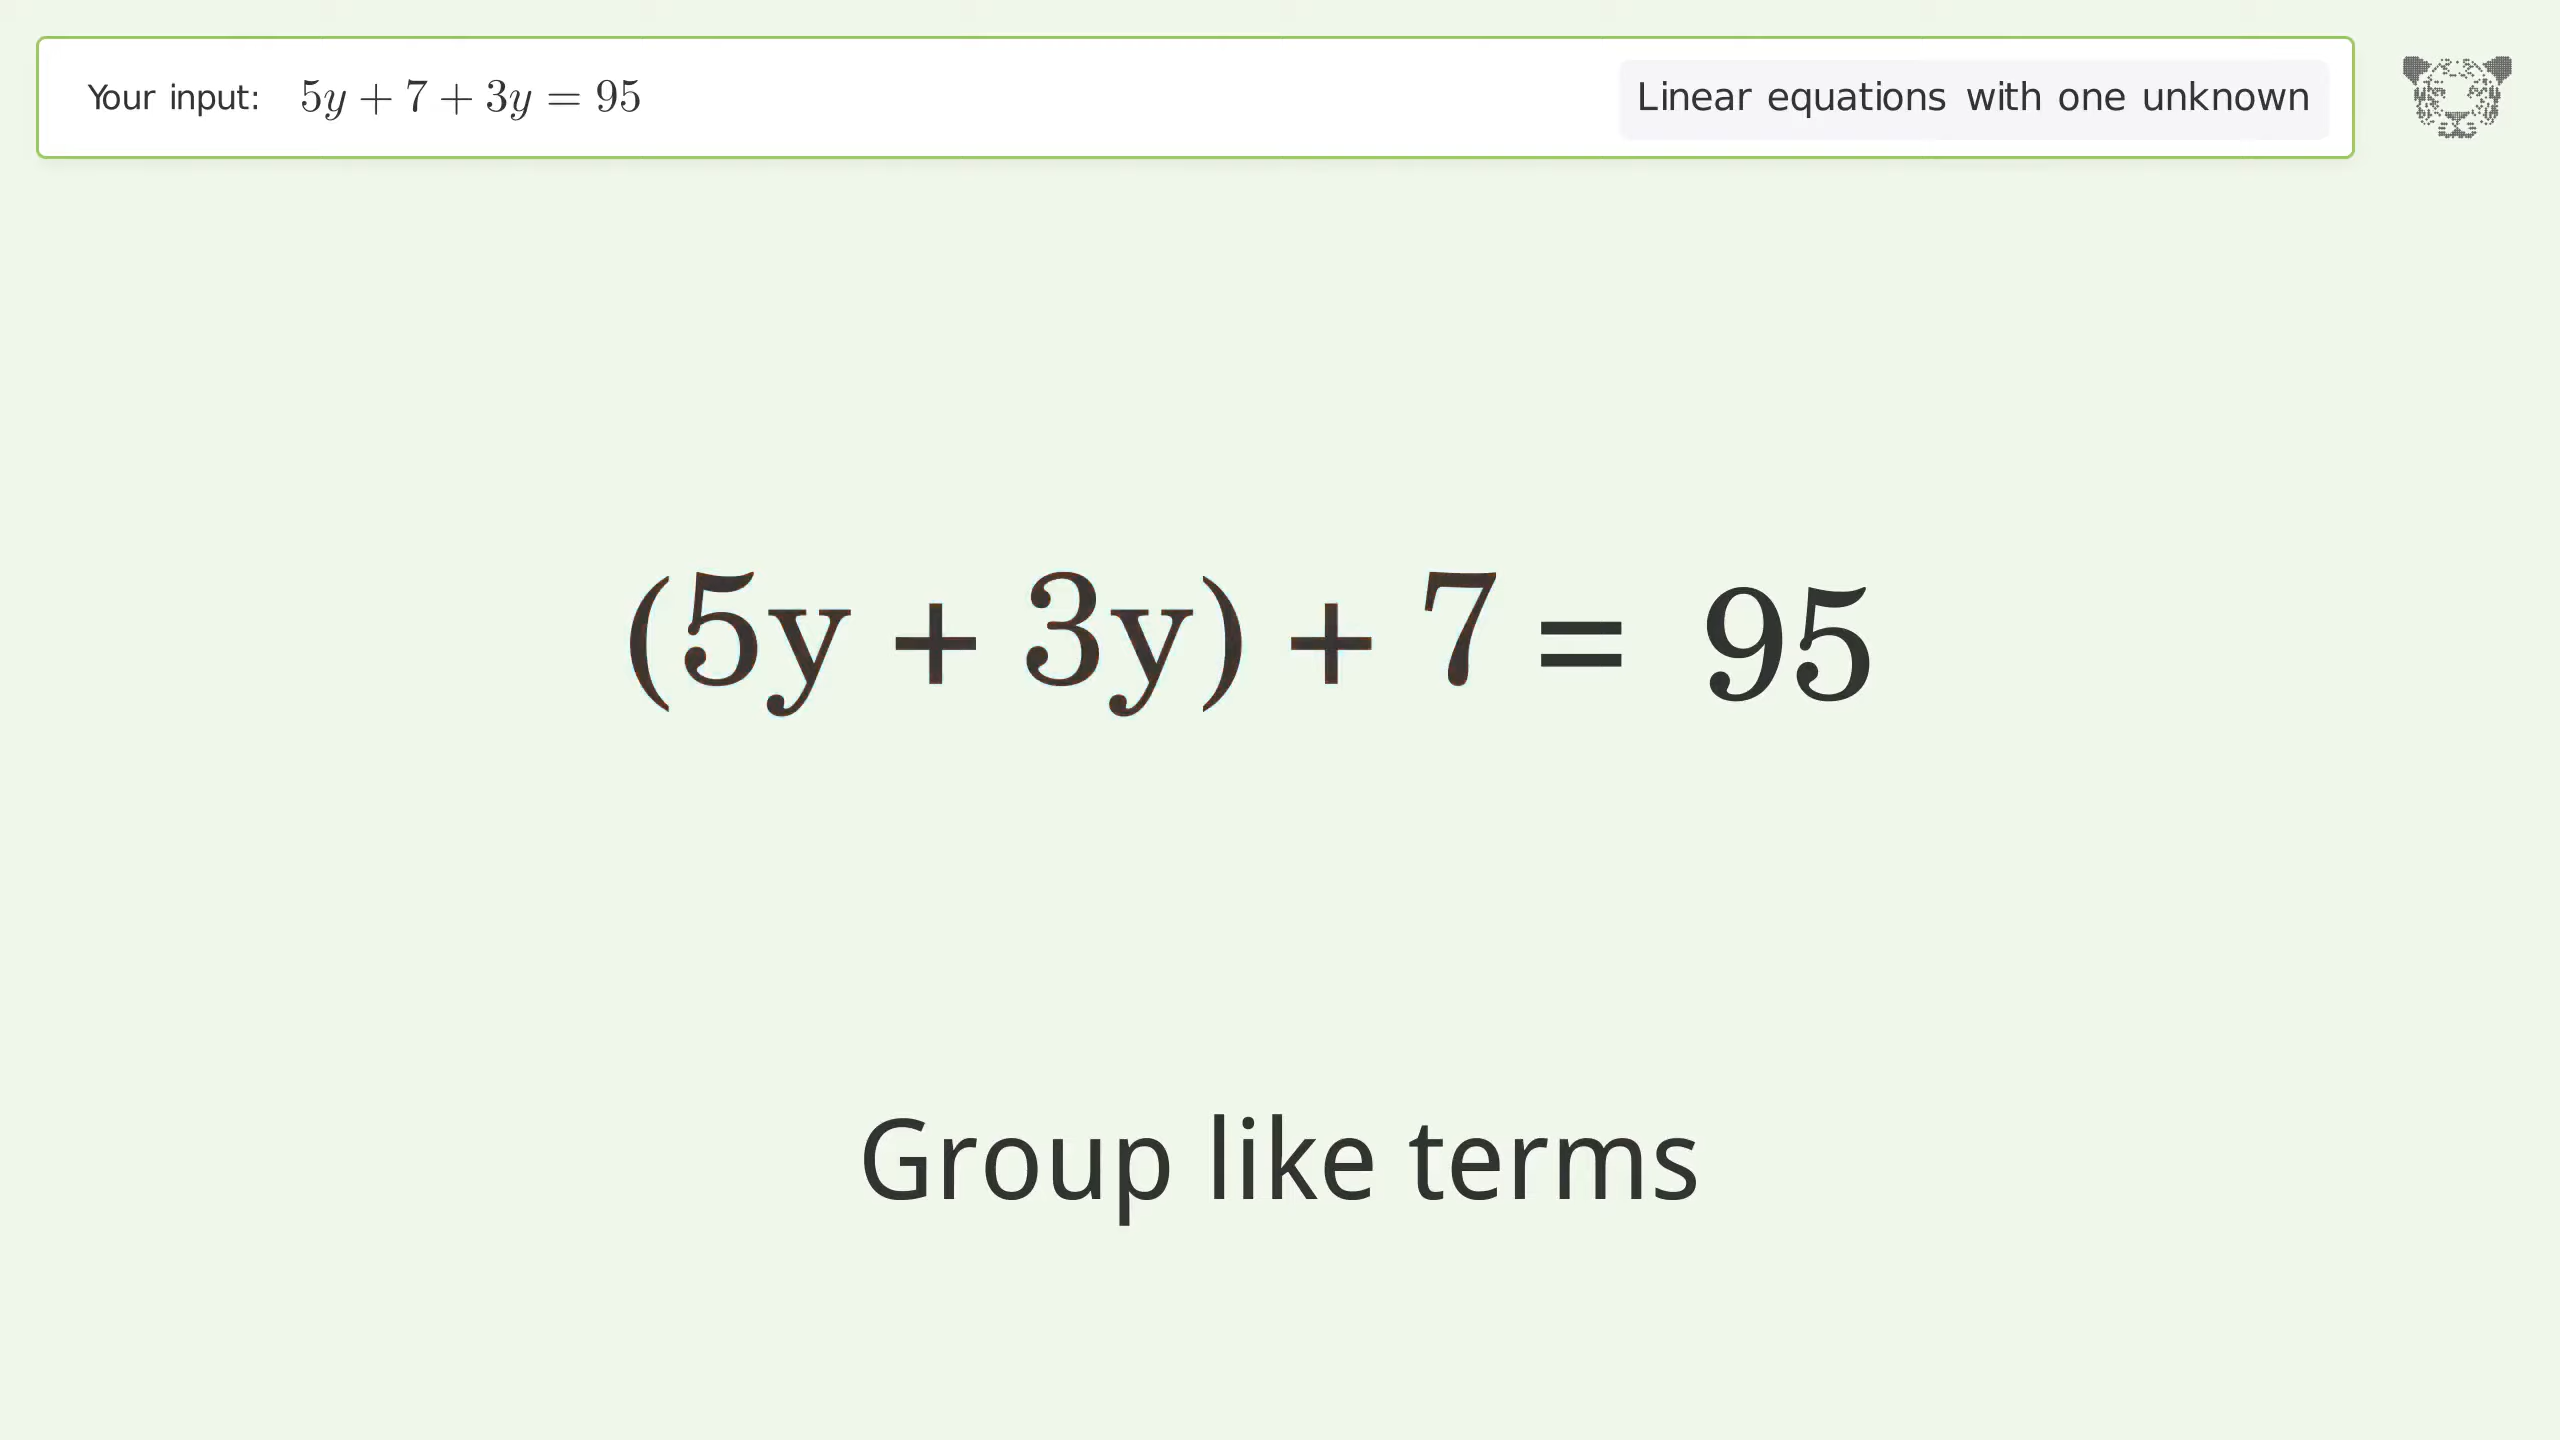 Your input: 5y + 7 + 3y = 95
Linear equations with one unknown
(5y + 3y) + 7 = 95
Group like terms